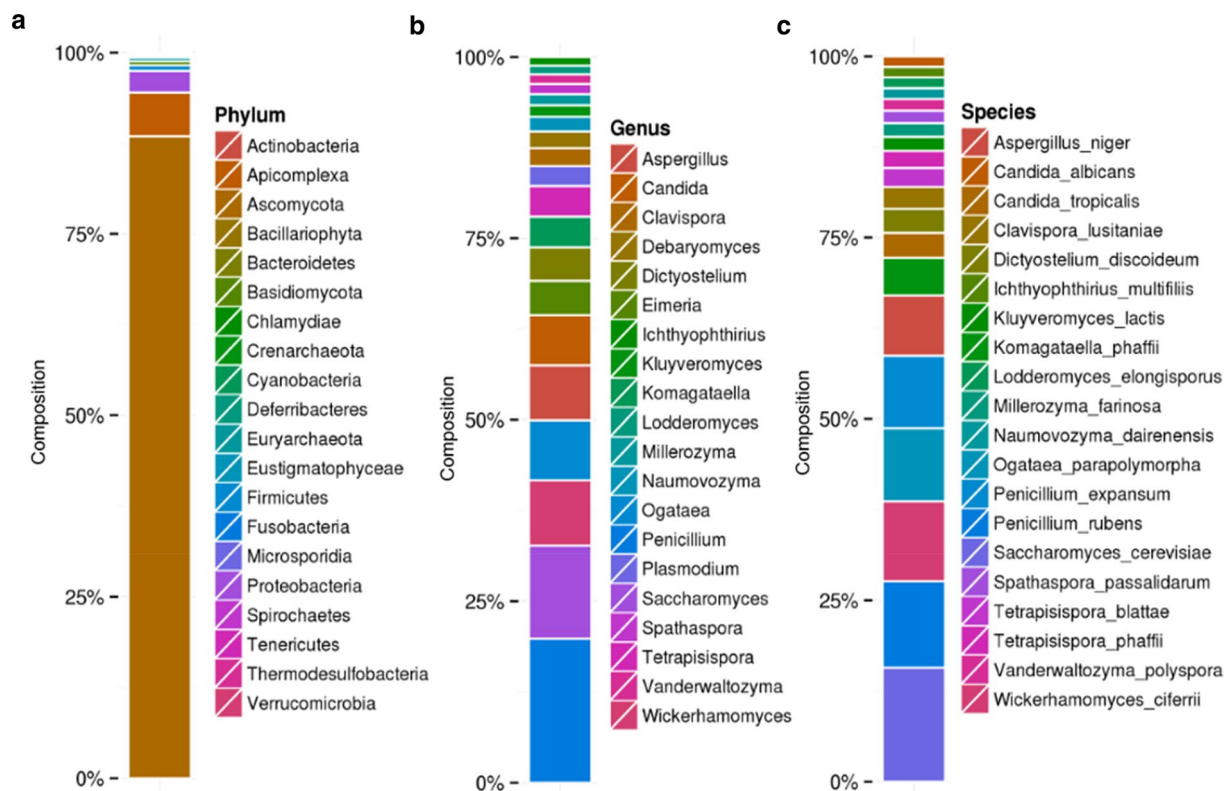 a
100%
75%
50%
25%
0%
Composition
Phylum
Actinobacteria
Apicomplexa
Ascomycota
Bacillariophyta
Bacteroidetes
Basidiomycota
Chlamydiae
Crenarchaeota
Cyanobacteria
Deferribacteres
Euryarchaeota
Eustigmatophyceae
Firmicutes
Fusobacteria
Microsporidia
Proteobacteria
Spirochaetes
Tenericutes
Thermodesulfobacteria
Verrucomicrobia
b
100%
75%
50%
25%
0%
Composition
Genus
Aspergillus
Candida
Clavispora
Debaryomyces
Dictyostelium
Eimeria
Ichthyophthirius
Kluyveromyces
Komagataella
Lodderomyces
Millerozyma
Naumovozyma
Ogataea
Penicillium
Plasmodium
Saccharomyces
Spathaspora
Tetrapisispora
Vanderwaltozyma
Wickerhamomyces
c
100%
75%
50%
25%
0%
Composition
Species
Aspergillus_niger
Candida_albicans
Candida_tropicalis
Clavispora_lusitaniae
Dictyostelium_discoideum
Ichthyophthirius_multifiliis
Kluyveromyces_lactis
Komagataella_phaffii
Lodderomyces_elongisporus
Millerozyma_farinosa
Naumovozyma_dairenensis
Ogataea_parapolymorpha
Penicillium_expansum
Penicillium_rubens
Saccharomyces_cerevisiae
Spathaspora_passalidarum
Tetrapisispora_blattae
Tetrapisispora_phaffii
Vanderwaltozyma_polyspora
Wickerhamomyces_ciferrii